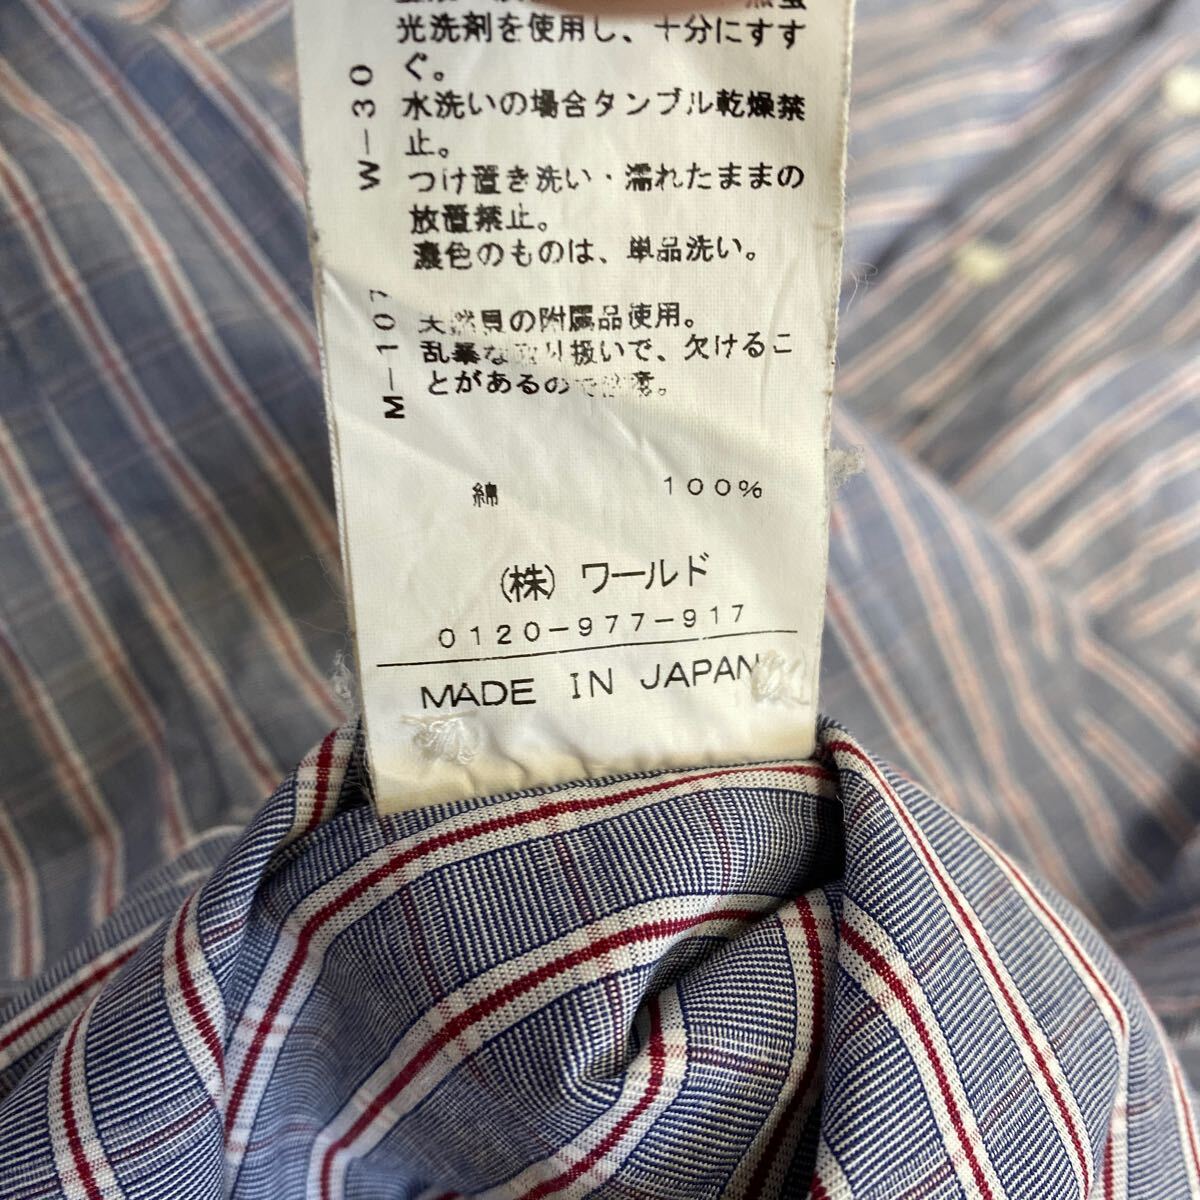 光洗剤を使用し、十分にすす
ぐ。
水洗いの場合タンブル乾燥禁
止。
つけ置き洗い・濡れたままの
放置禁止。
濃色のものは、単品洗い。
天然貝の附属品使用。
乱暴な取り扱いで、欠けるこ
とがあるので注意。
W-30
M-107
綿 100%
(株) ワールド
0120-977-917
MADE IN JAPAN